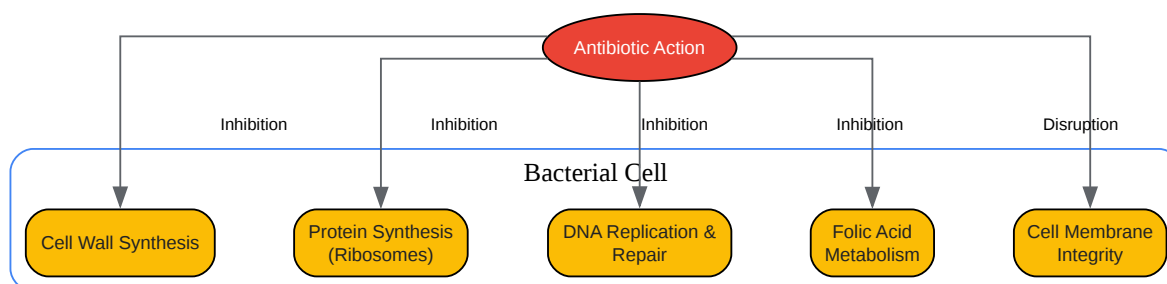 Antibiotic Action
Inhibition
Inhibition
Inhibition
Inhibition
Disruption
Bacterial Cell
Cell Wall Synthesis
Protein Synthesis
(Ribosomes)
DNA Replication &
Repair
Folic Acid
Metabolism
Cell Membrane
Integrity